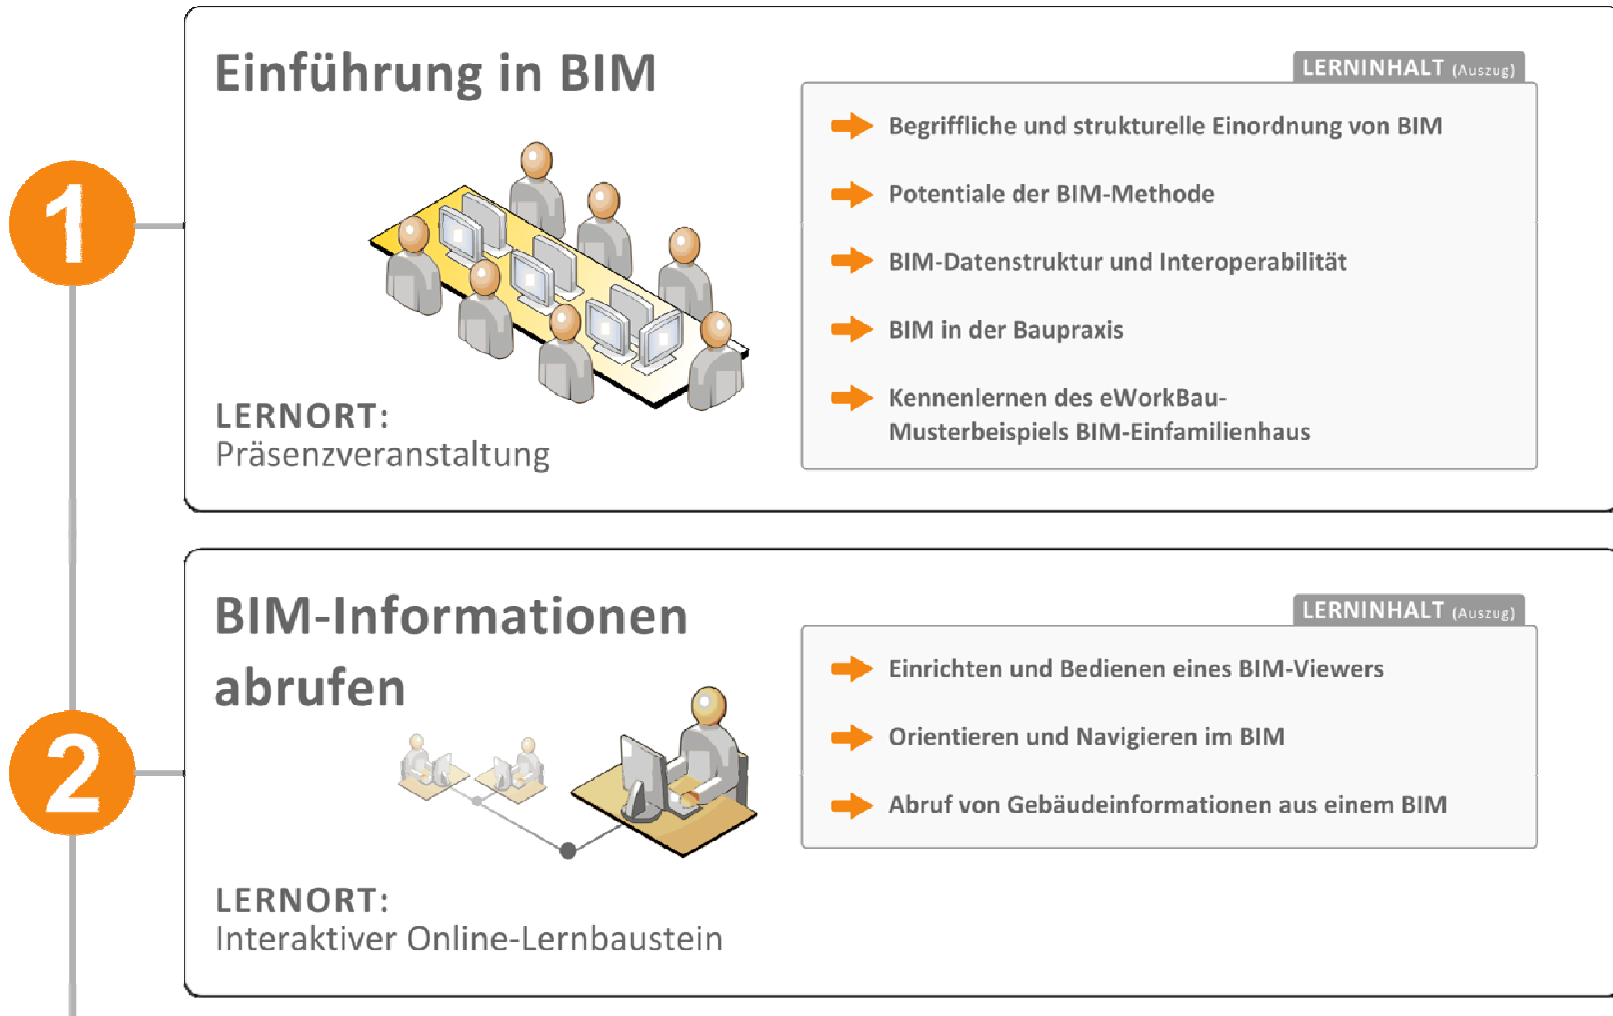 1
Einführung in BIM
LERNORT:
Präsenzveranstaltung
LERNINHALT (Auszug)
Begriffliche und strukturelle Einordnung von BIM
Potentiale der BIM-Methode
BIM-Datenstruktur und Interoperabilität
BIM in der Baupraxis
Kennenlernen des eWorkBau-
Musterbeispiels BIM-Einfamilienhaus
2
BIM-Informationen
abrufen
LERNORT:
Interaktiver Online-Lernbaustein
LERNINHALT (Auszug)
Einrichten und Bedienen eines BIM-Viewers
Orientieren und Navigieren im BIM
Abruf von Gebäudeinformationen aus einem BIM